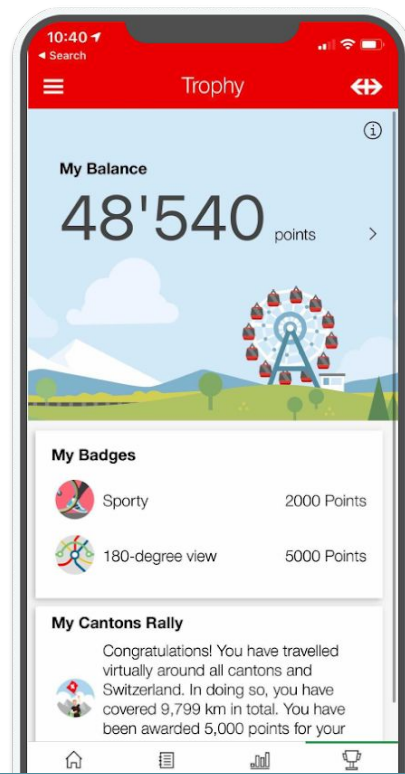 10:40
◄ Search
Trophy
My Balance
48'540 points
My Badges
Sporty 2000 Points
180-degree view 5000 Points
My Cantons Rally
Congratulations! You have travelled
virtually around all cantons and
Switzerland. In doing so, you have
covered 9,799 km in total. You have
been awarded 5,000 points for your